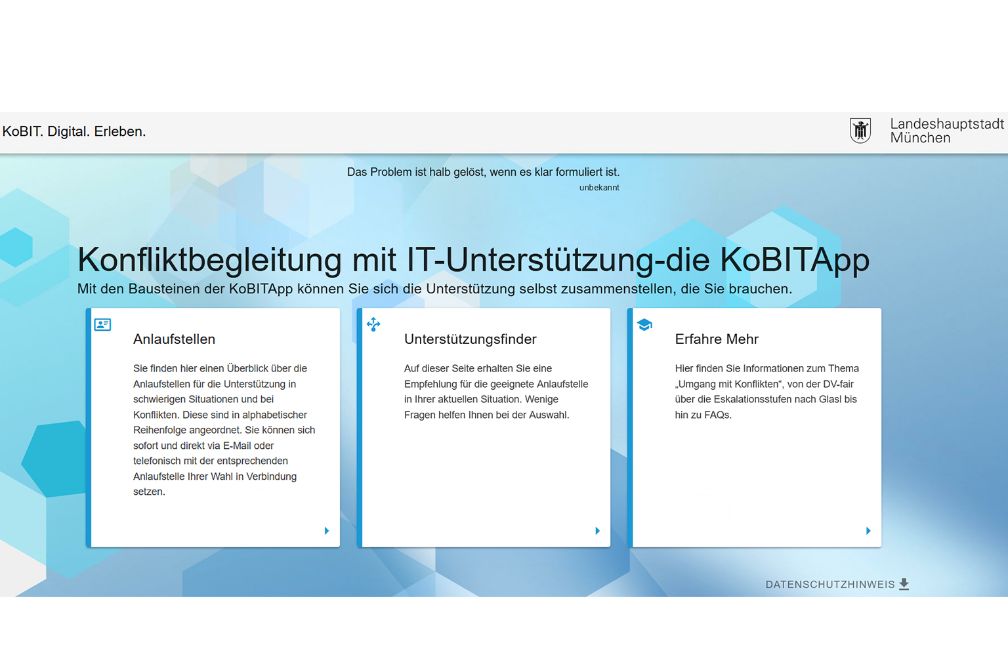 KoBIT. Digital. Erleben.
Landeshauptstadt
München
Das Problem ist halb gelöst, wenn es klar formuliert ist.
unbekannt
Konfliktbegleitung mit IT-Unterstützung-die KoBITApp
Mit den Bausteinen der KoBITApp können Sie sich die Unterstützung selbst zusammenstellen, die Sie brauchen.
Anlaufstellen
Sie finden hier einen Überblick über die
Anlaufstellen für die Unterstützung in
schwierigen Situationen und bei
Konflikten. Diese sind in alphabetischer
Reihenfolge angeordnet. Sie können sich
sofort und direkt via E-Mail oder
telefonisch mit der entsprechenden
Anlaufstelle Ihrer Wahl in Verbindung
setzen.
Unterstützungsfinder
Auf dieser Seite erhalten Sie eine
Empfehlung für die geeignete Anlaufstelle
in Ihrer aktuellen Situation. Wenige
Fragen helfen Ihnen bei der Auswahl.
Erfahre Mehr
Hier finden Sie Informationen zum Thema
„Umgang mit Konflikten", von der DV-fair
über die Eskalationsstufen nach Glasl bis
hin zu FAQs.
DATENSCHUTZHINWEIS